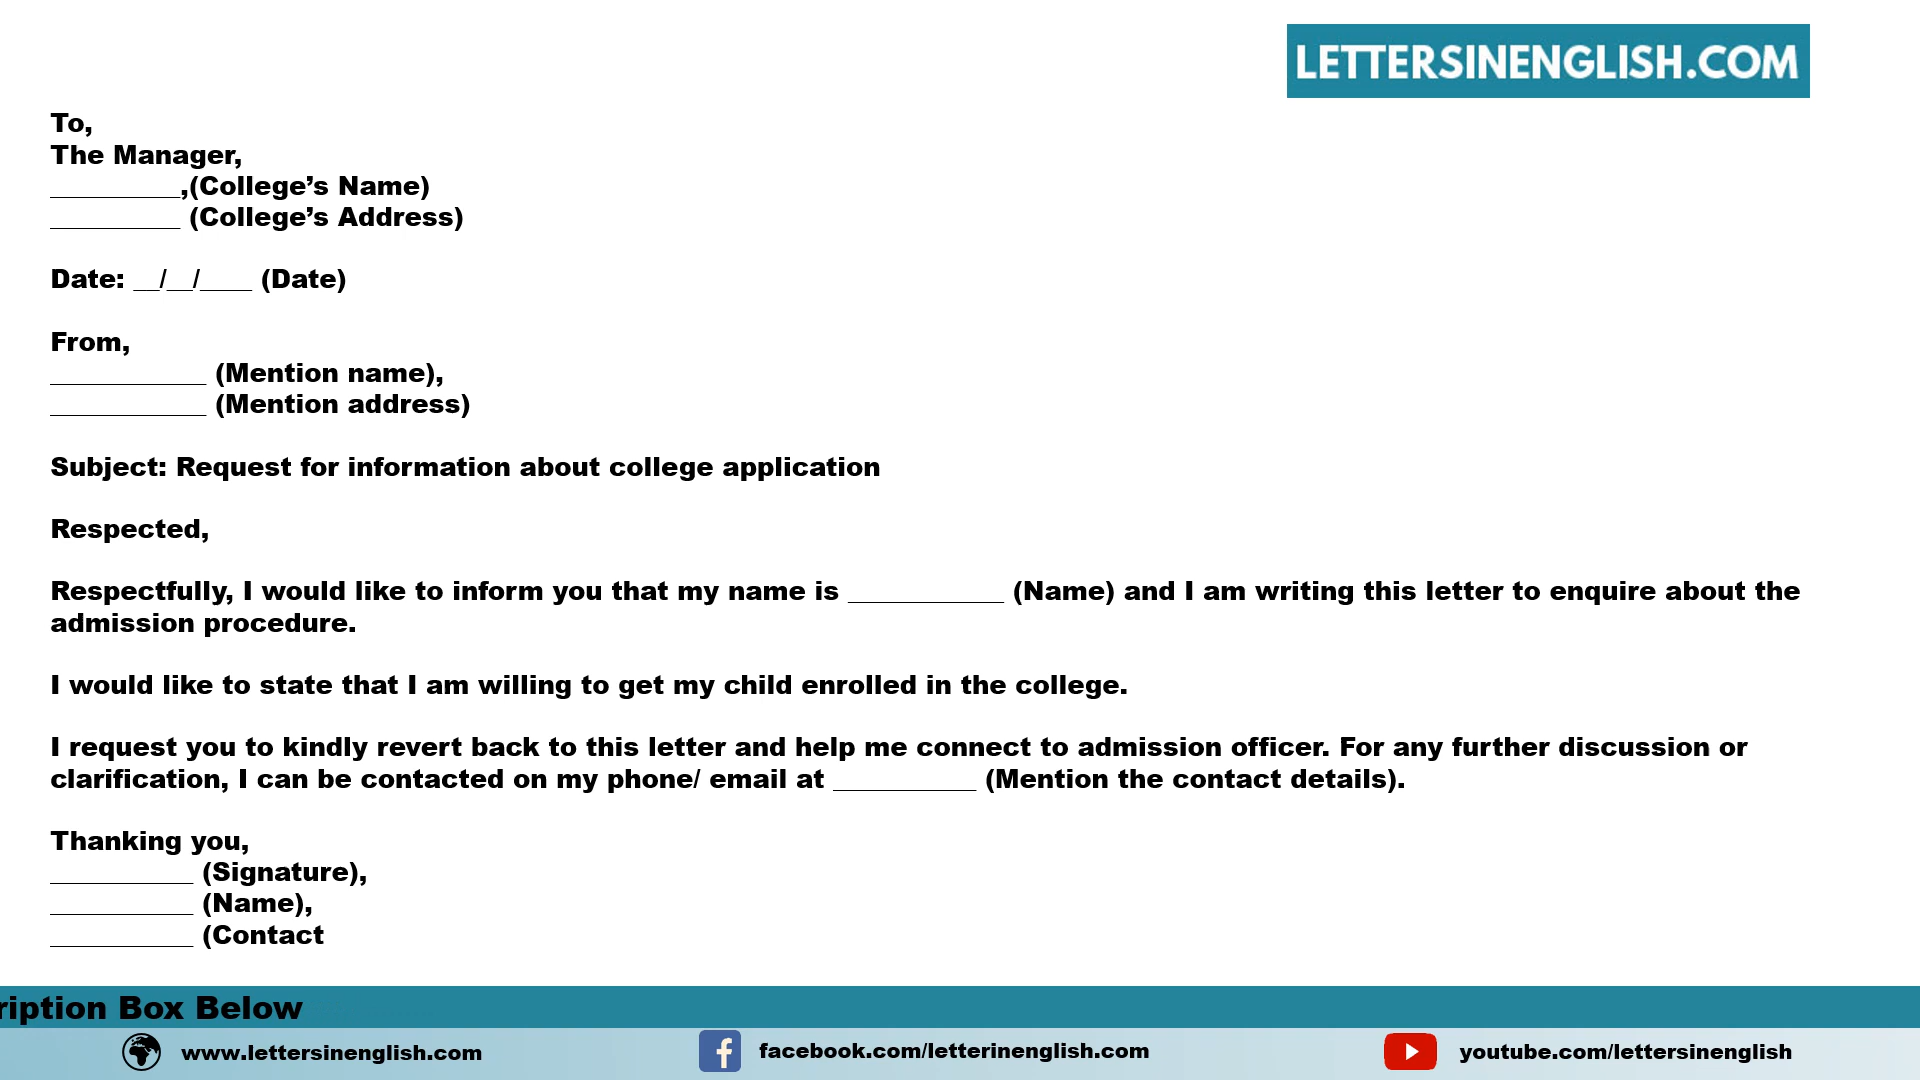 LETTERSINENGLISH.COM
To,
The Manager,
__________,(College’s Name)
__________ (College’s Address)
Date: __/__/____ (Date)
From,
____________ (Mention name),
____________ (Mention address)
Subject: Request for information about college application
Respected,
Respectfully, I would like to inform you that my name is ____________ (Name) and I am writing this letter to enquire about the
admission procedure.
I would like to state that I am willing to get my child enrolled in the college.
I request you to kindly revert back to this letter and help me connect to admission officer. For any further discussion or
clarification, I can be contacted on my phone/ email at ___________ (Mention the contact details).
Thanking you,
___________ (Signature),
___________ (Name),
___________ (Contact
ription Box Below
www.lettersinenglish.com
facebook.com/letterinenglish.com
youtube.com/lettersinenglish